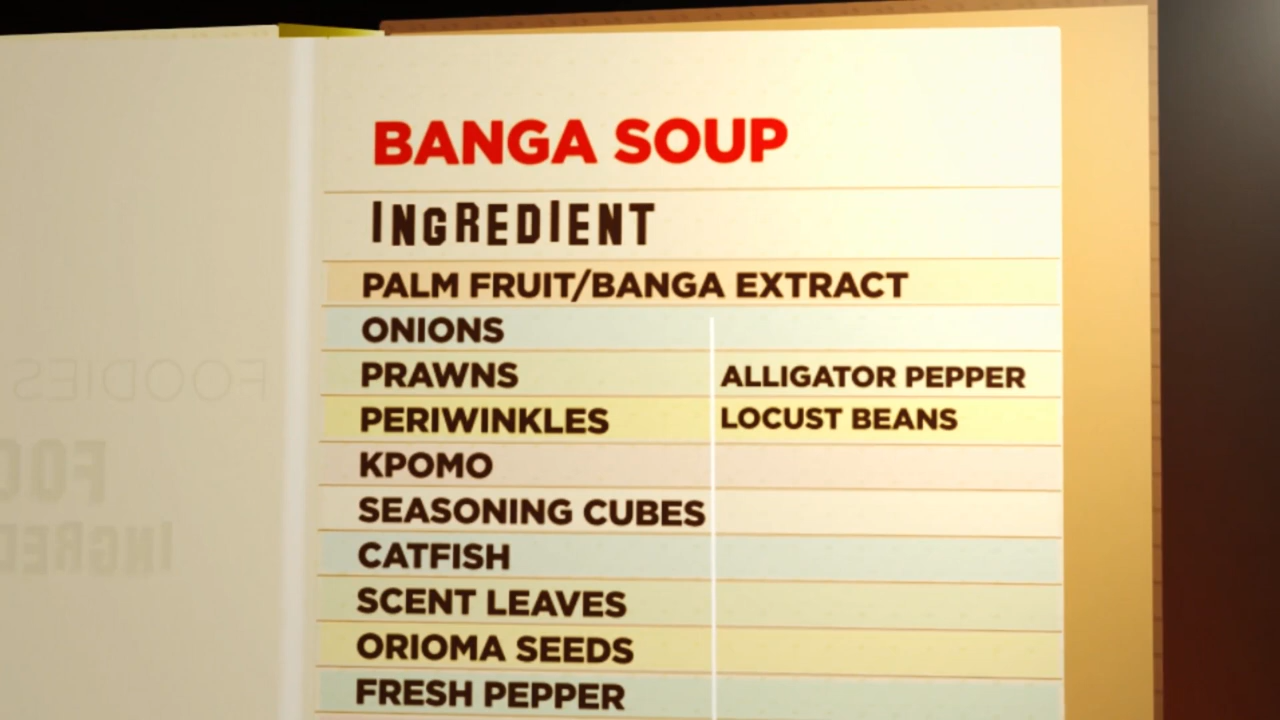 BANGA SOUP
INGREDIENT
PALM FRUIT/BANGA EXTRACT
ONIONS
PRAWNS
PERIWINKLES
KPOMO
SEASONING CUBES
CATFISH
SCENT LEAVES
ORIOMA SEEDS
FRESH PEPPER
ALLIGATOR PEPPER
LOCUST BEANS
FOODIES